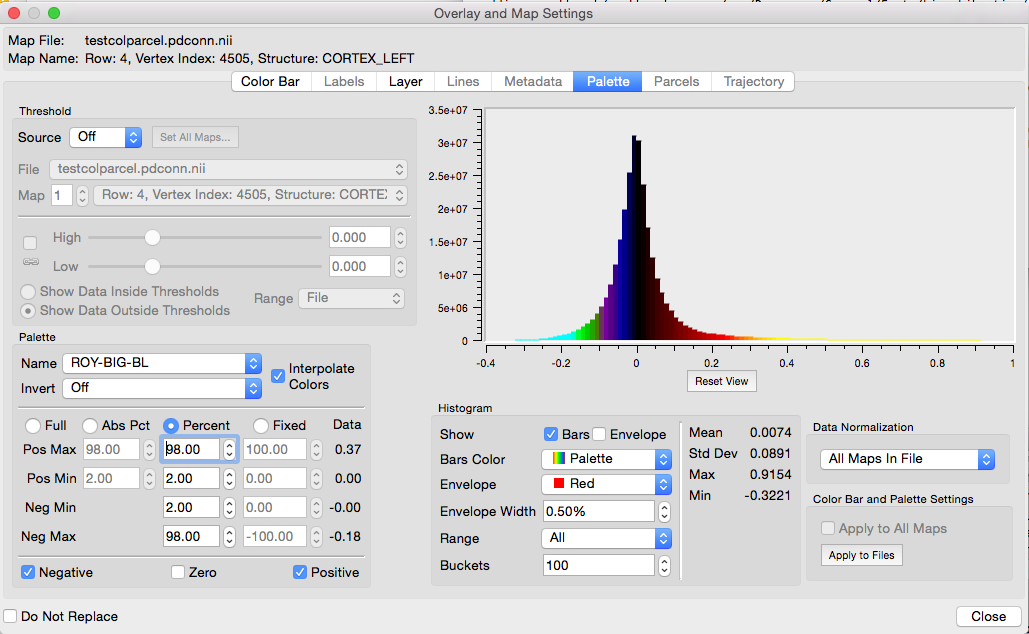 Overlay and Map Settings
Map File: testcolparcel.pdconn.nii
Map Name: Row: 4, Vertex Index: 4505, Structure: CORTEX_LEFT
Color Bar Labels Layer Lines Metadata Palette Parcels Trajectory
Threshold
Source Off Set All Maps...
File testcolparcel.pdconn.nii
Map 1 Row: 4, Vertex Index: 4505, Structure: CORTEX
High 0.000
Low 0.000
Show Data Inside Thresholds
Show Data Outside Thresholds
Range File
Palette
Name ROY-BIG-BL
Invert Off
Interpolate
Colors
Full Abs Pct Percent Fixed Data
Pos Max 98.00 98.00 100.00 0.37
Pos Min 2.00 2.00 0.00 0.00
Neg Min 2.00 0.00 -0.00
Neg Max 98.00 -100.00 -0.18
Negative Zero Positive
3.5e+07
3e+07
2.5e+07
2e+07
1.5e+07
1e+07
5e+06
0
-0.4 -0.2 0 0.2 0.4 0.6 0.8 1
Reset View
Histogram
Show Bars Envelope
Bars Color Palette
Envelope Red
Envelope Width 0.50%
Range All
Buckets 100
Mean 0.0074
Std Dev 0.0891
Max 0.9154
Min -0.3221
Data Normalization
All Maps In File
Color Bar and Palette Settings
Apply to All Maps
Apply to Files
Do Not Replace
Close